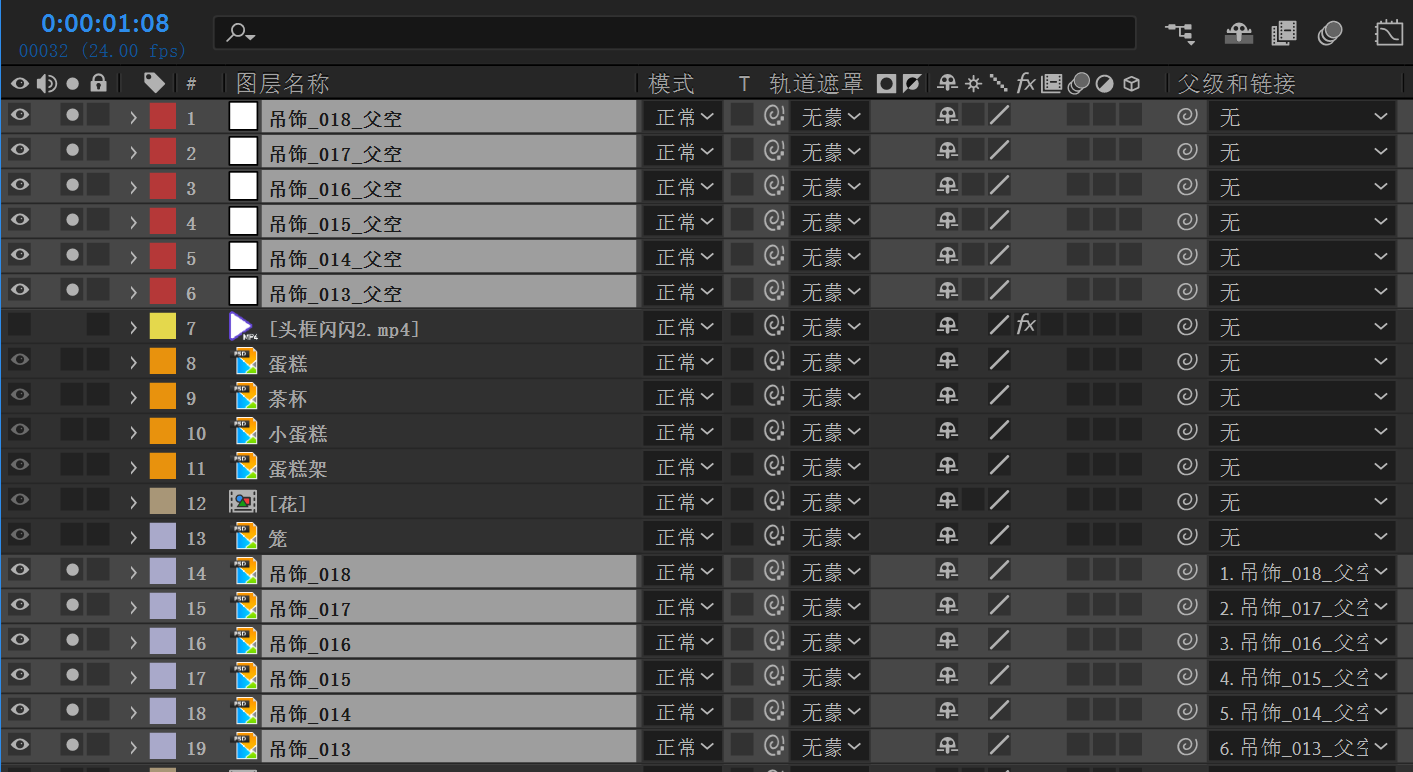 0:00:01:08
00032 (24.00 fps)
# 图层名称 模式 T 轨道遮罩 fx 父级和链接
1 吊饰_018_父空 正常 无蒙 无
2 吊饰_017_父空 正常 无蒙 无
3 吊饰_016_父空 正常 无蒙 无
4 吊饰_015_父空 正常 无蒙 无
5 吊饰_014_父空 正常 无蒙 无
6 吊饰_013_父空 正常 无蒙 无
7 MP4 [头框闪闪2.mp4] fx 无
8 PSD 蛋糕 正常 无蒙 无
9 PSD 茶杯 正常 无蒙 无
10 PSD 小蛋糕 正常 无蒙 无
11 PSD 蛋糕架 正常 无蒙 无
12 [花] 正常 无蒙 无
13 PSD 笼 正常 无蒙 无
14 PSD 吊饰_018 正常 无蒙 1. 吊饰_018_父空
15 PSD 吊饰_017 正常 无蒙 2. 吊饰_017_父空
16 PSD 吊饰_016 正常 无蒙 3. 吊饰_016_父空
17 PSD 吊饰_015 正常 无蒙 4. 吊饰_015_父空
18 PSD 吊饰_014 正常 无蒙 5. 吊饰_014_父空
19 PSD 吊饰_013 正常 无蒙 6. 吊饰_013_父空